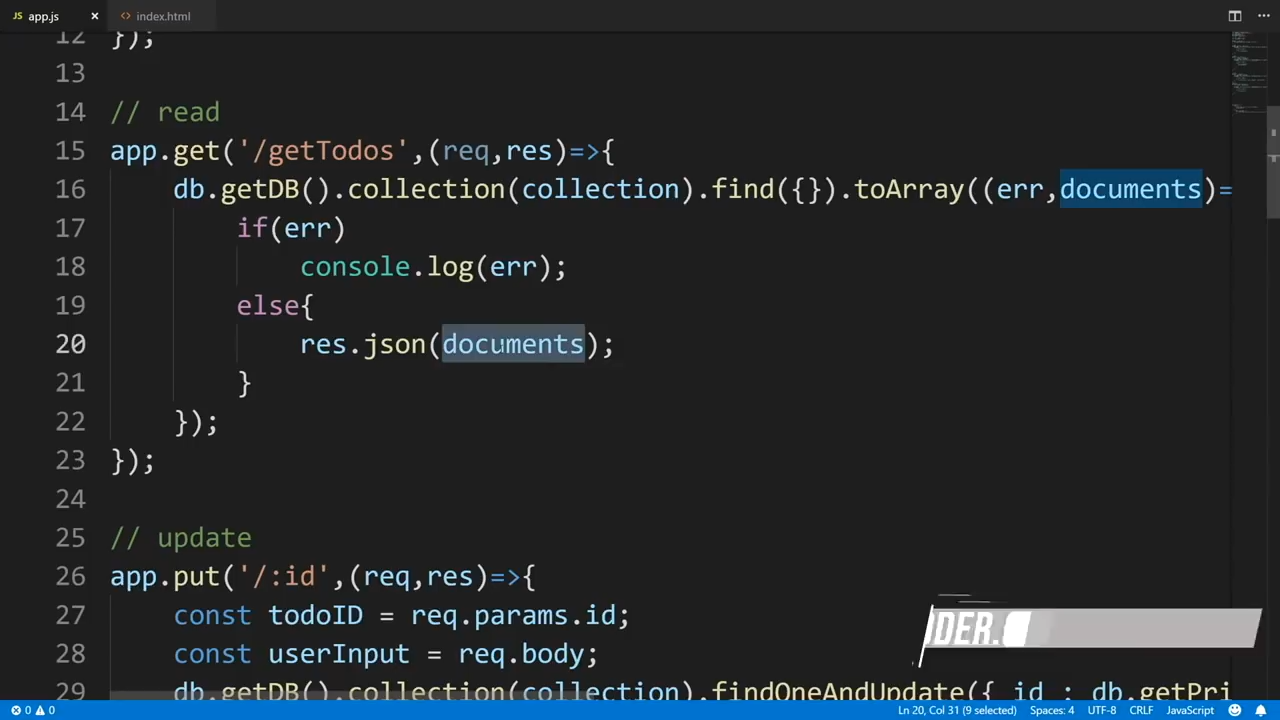 JS app.js × <> index.html ...
12 });
13
14 // read
15 app.get('/getTodos',(req,res)=>{
16 db.getDB().collection(collection).find({}).toArray((err,documents)=
17 if(err)
18 console.log(err);
19 else{
20 res.json(documents);
21 }
22 });
23 });
24
25 // update
26 app.put('/:id',(req,res)=>{
27 const todoID = req.params.id;
28 const userInput = req.body;
29 db.getDB().collection(collection).findOneAndUpdate({_id : db.getPri
0 0 Ln 20, Col 31 (9 selected) Spaces: 4 UTF-8 CRLF JavaScript